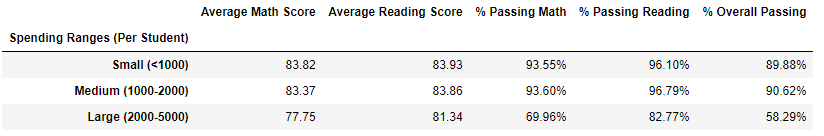 Average Math Score Average Reading Score % Passing Math % Passing Reading % Overall Passing
Spending Ranges (Per Student)
Small (<1000) 83.82 83.93 93.55% 96.10% 89.88%
Medium (1000-2000) 83.37 83.86 93.60% 96.79% 90.62%
Large (2000-5000) 77.75 81.34 69.96% 82.77% 58.29%